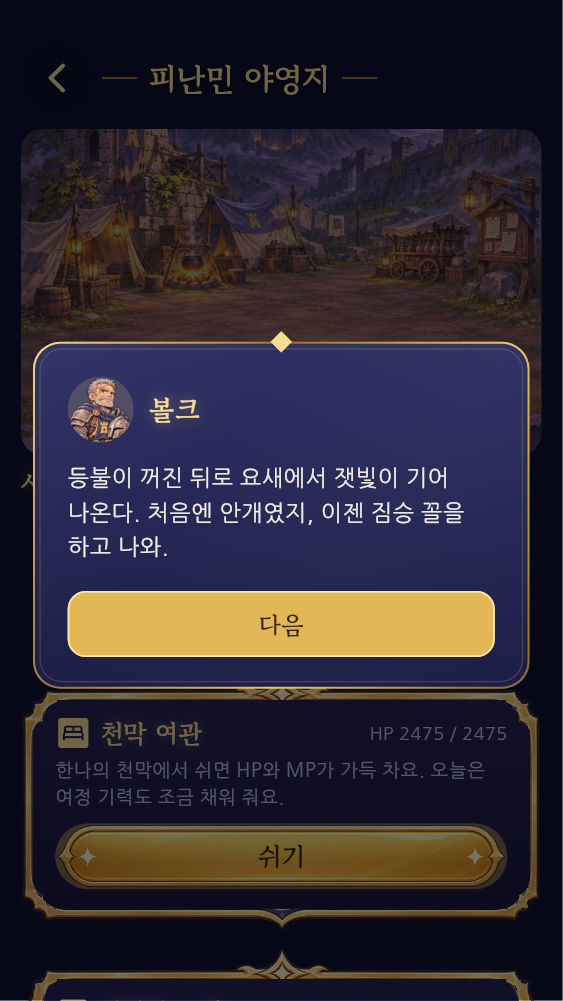 피난민 야영지
볼크
등불이 꺼진 뒤로 요새에서 잿빛이 기어
나온다. 처음엔 안개였지, 이젠 짐승 꼴을
하고 나와.
다음
천막 여관
HP 2475 / 2475
한나의 천막에서 쉬면 HP와 MP가 가득 차요. 오늘은
여정 기력도 조금 채워 줘요.
쉬기